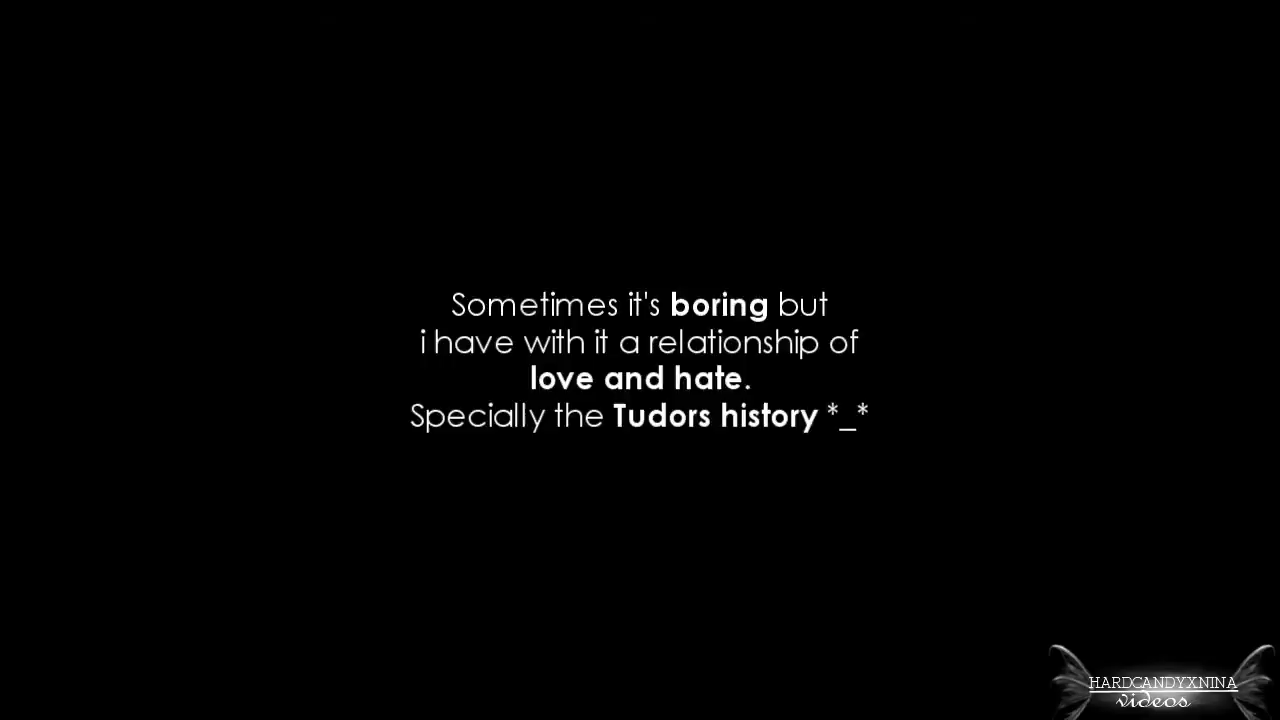 Sometimes it's boring but
i have with it a relationship of
love and hate.
Specially the Tudors history *_*
HARDCANDYXNINA
videos